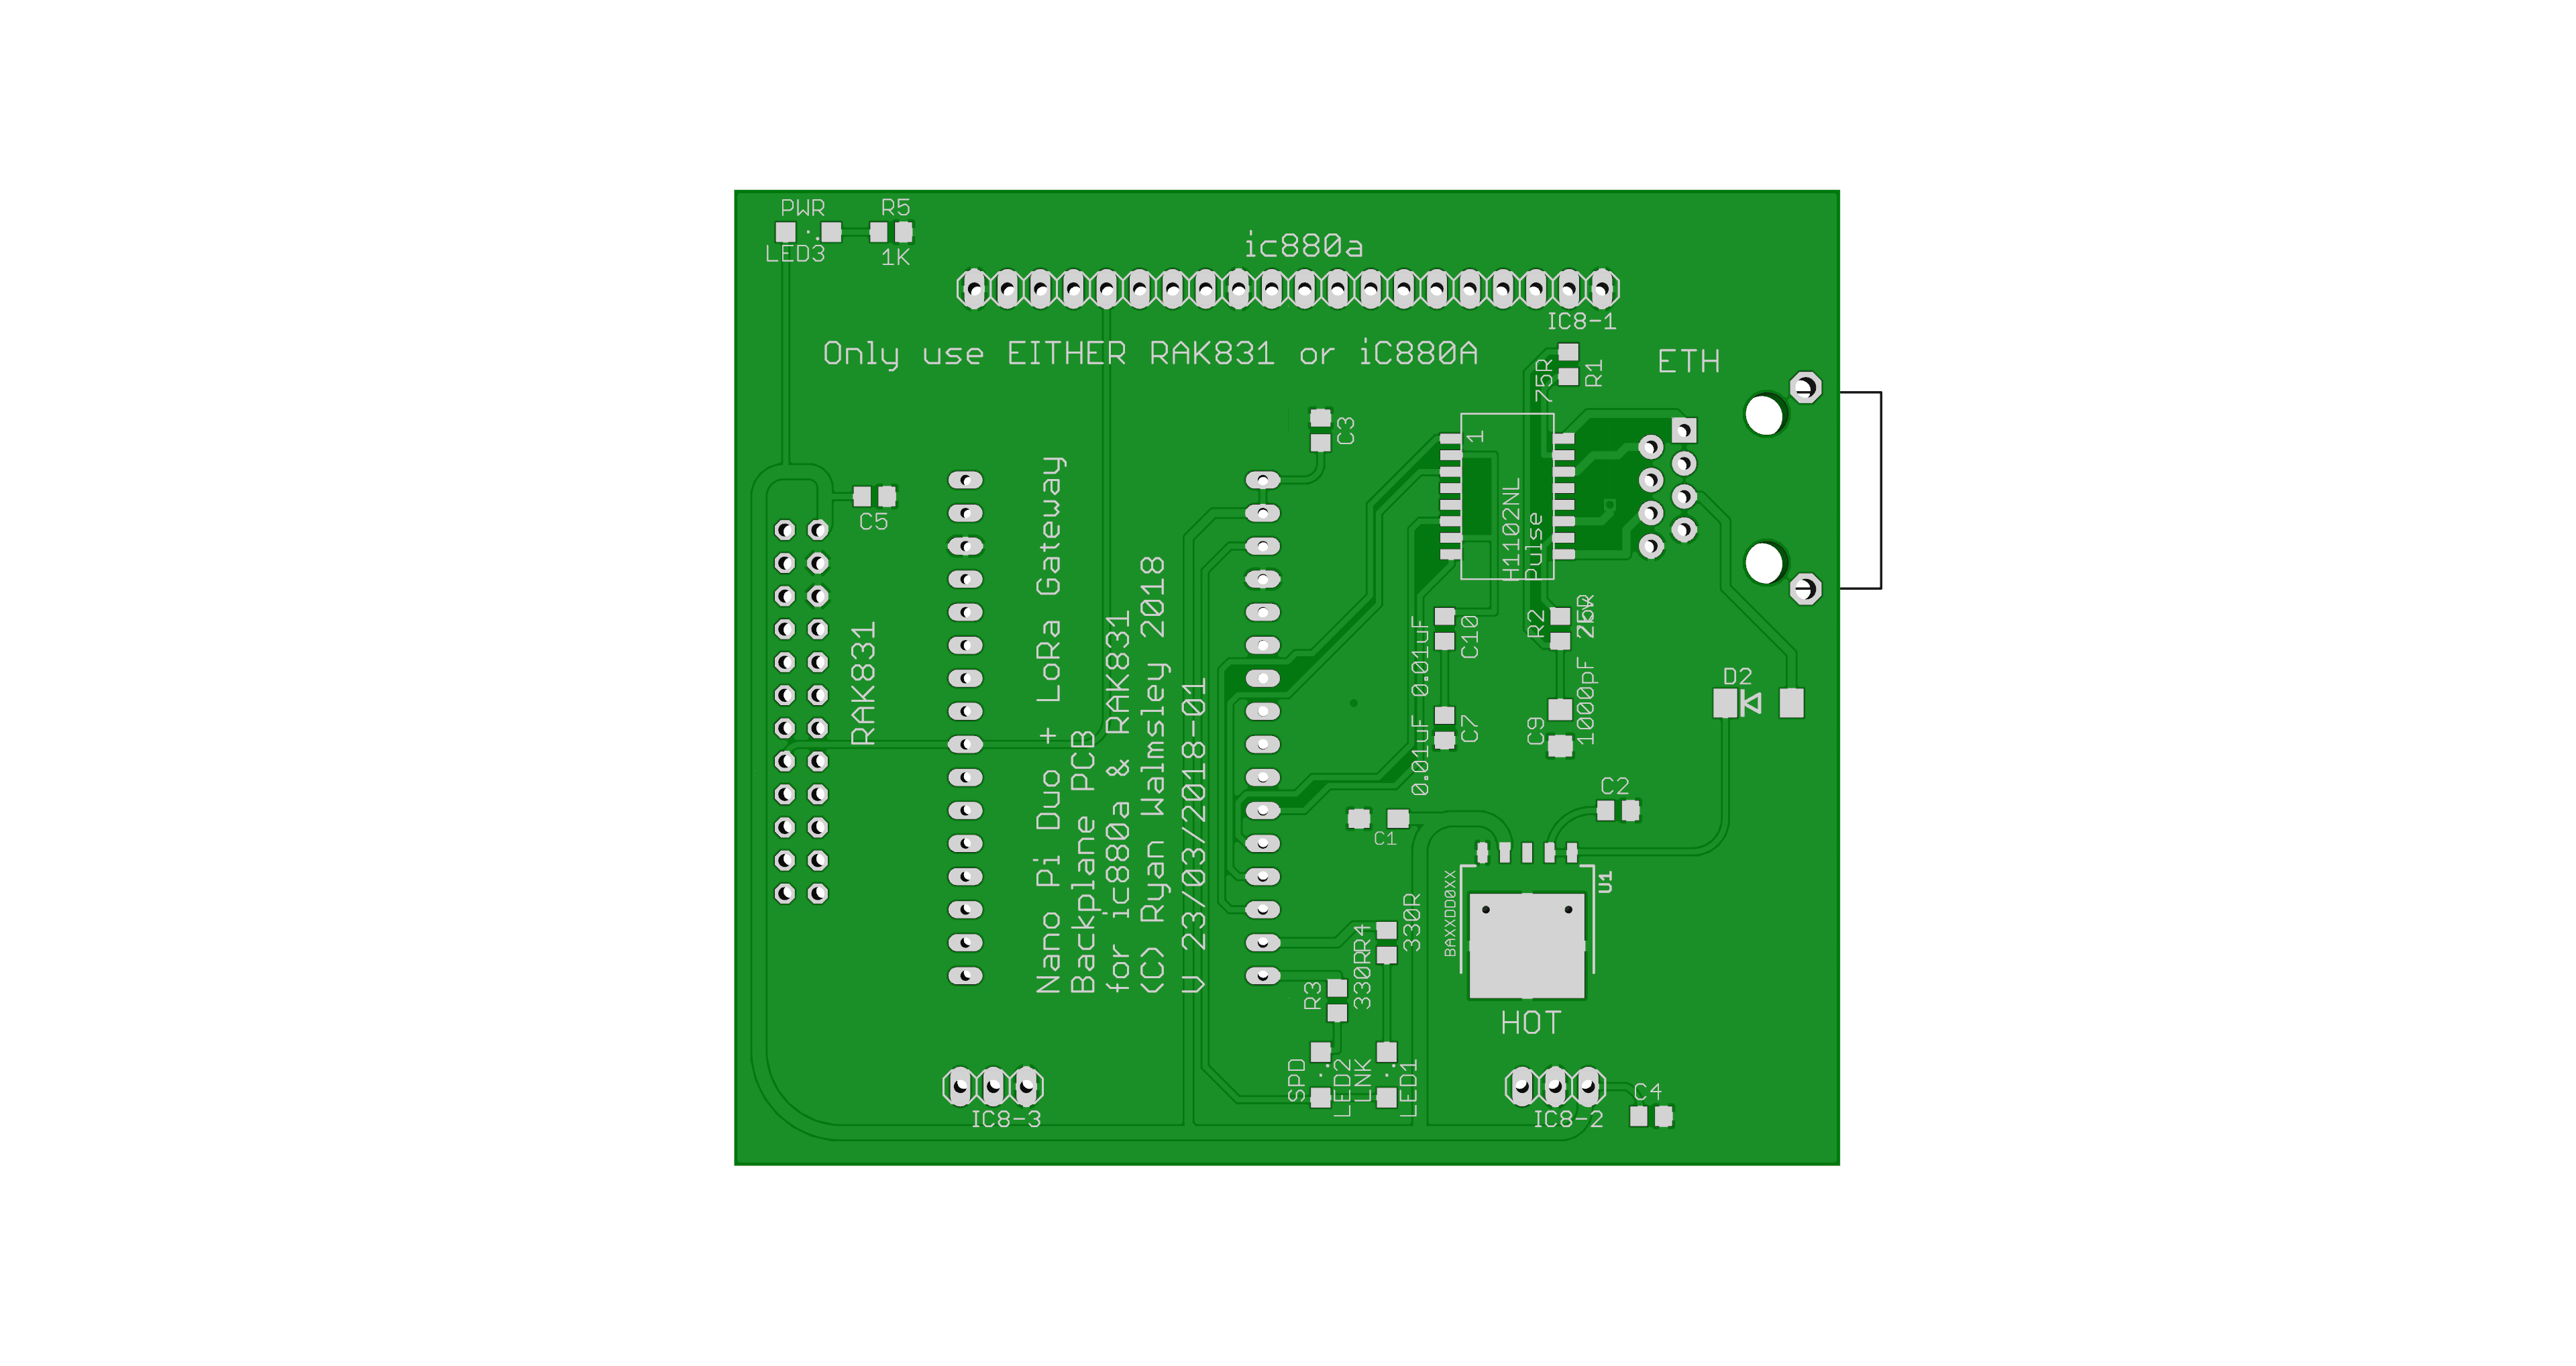 PWR
R5
LED3
1K
ic880a
IC8-1
Only use EITHER RAK831 or iC880A
ETH
75R
R1
C3
1
H1102NL
Pulse
C5
RAK831
Nano Pi Duo + LoRa Gateway
Backplane PCB
for ic880a & RAK831
(C) Ryan Walmsley 2018
V 23/03/2018-01
R2
C10
0.01uF
C7
0.01uF
C9
1000pF
D2
C2
C1
U1
BAXXDD0XX
R4
330R
R3
330R
HOT
SPD
LED2
LNK
LED1
IC8-3
IC8-2
C4